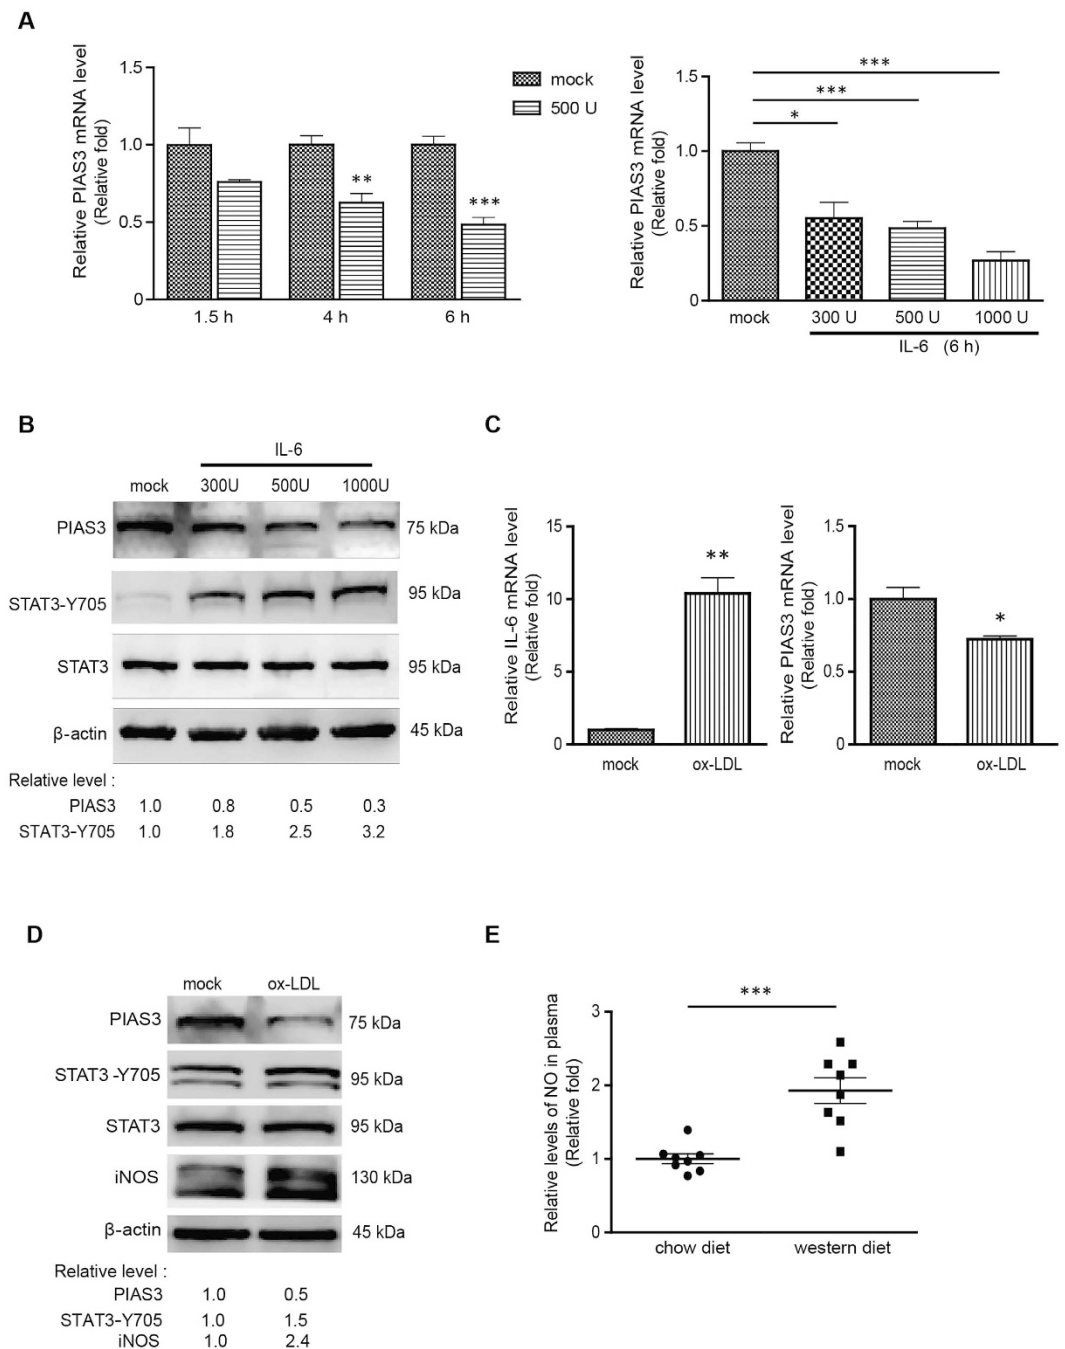 A
Relative PIAS3 mRNA level
(Relative fold)
1.5
1.0
0.5
0
**
***
1.5 h 4 h 6 h
mock
500 U
Relative PIAS3 mRNA level
(Relative fold)
1.5
1.0
0.5
0
***
***
*
mock 300 U 500 U 1000 U
IL-6 (6 h)
B
IL-6
mock 300U 500U 1000U
PIAS3 75 kDa
STAT3-Y705 95 kDa
STAT3 95 kDa
β-actin 45 kDa
Relative level :
PIAS3 1.0 0.8 0.5 0.3
STAT3-Y705 1.0 1.8 2.5 3.2
C
Relative IL-6 mRNA level
(Relative fold)
15
10
5
0
**
mock ox-LDL
Relative PIAS3 mRNA level
(Relative fold)
1.5
1.0
0.5
0
*
mock ox-LDL
D
mock ox-LDL
PIAS3 75 kDa
STAT3 -Y705 95 kDa
STAT3 95 kDa
iNOS 130 kDa
β-actin 45 kDa
Relative level :
PIAS3 1.0 0.5
STAT3-Y705 1.0 1.5
iNOS 1.0 2.4
E
Relative levels of NO in plasma
(Relative fold)
3
2
1
0
***
chow diet western diet